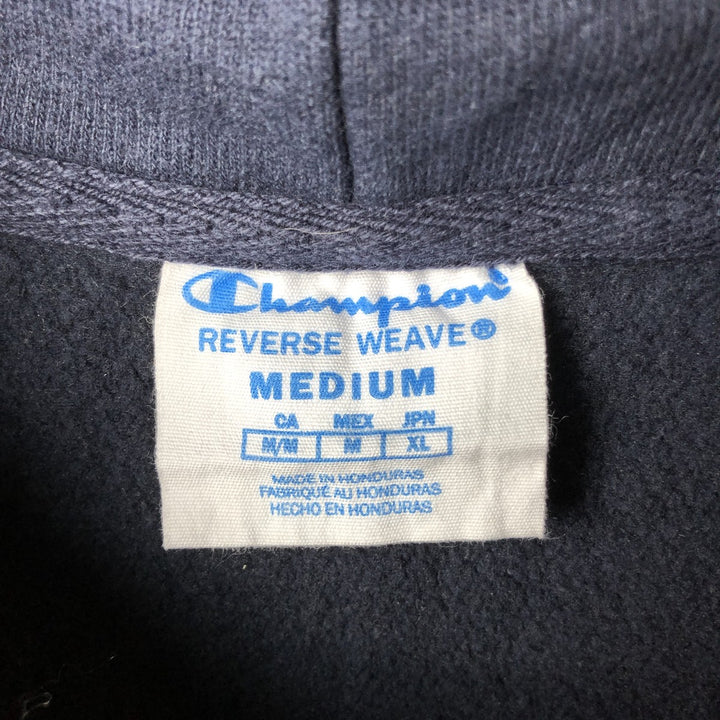 Champion
REVERSE WEAVE®
MEDIUM
CA MEX JPN
M/M M XL
MADE IN HONDURAS
FABRIQUÉ AU HONDURAS
HECHO EN HONDURAS